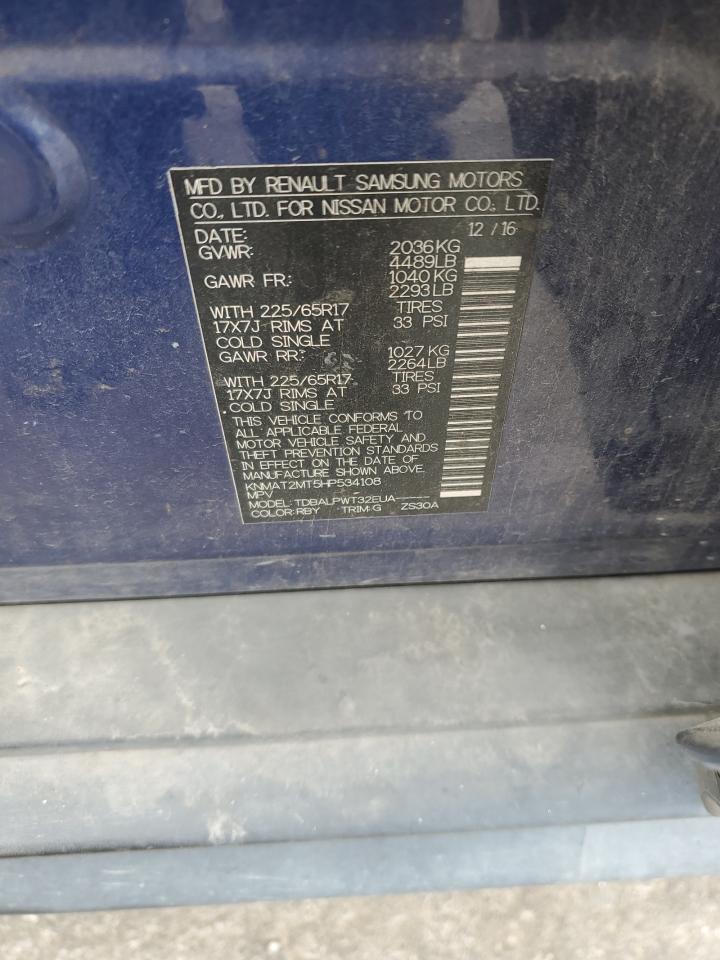 MFD BY RENAULT SAMSUNG MOTORS
CO., LTD. FOR NISSAN MOTOR CO., LTD.
DATE: 12 / 16
GVWR: 2036KG
4489LB
GAWR FR: 1040KG
2293LB
WITH 225/65R17 TIRES
17X7J RIMS AT 33 PSI
COLD SINGLE
GAWR RR: 1027KG
2264LB
WITH 225/65R17 TIRES
17X7J RIMS AT 33 PSI
COLD SINGLE
THIS VEHICLE CONFORMS TO
ALL APPLICABLE FEDERAL
MOTOR VEHICLE SAFETY AND
THEFT PREVENTION STANDARDS
IN EFFECT ON THE DATE OF
MANUFACTURE SHOWN ABOVE.
KNMAT2MT5HP534108
MPV
MODEL: TDBALPWT32EUA-----
COLOR:RBY TRIM:G ZS30A